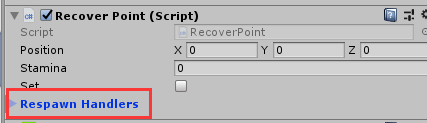 Recover Point (Script)
Script RecoverPoint
Position X 0 Y 0 Z 0
Stamina 0
Set
Respawn Handlers